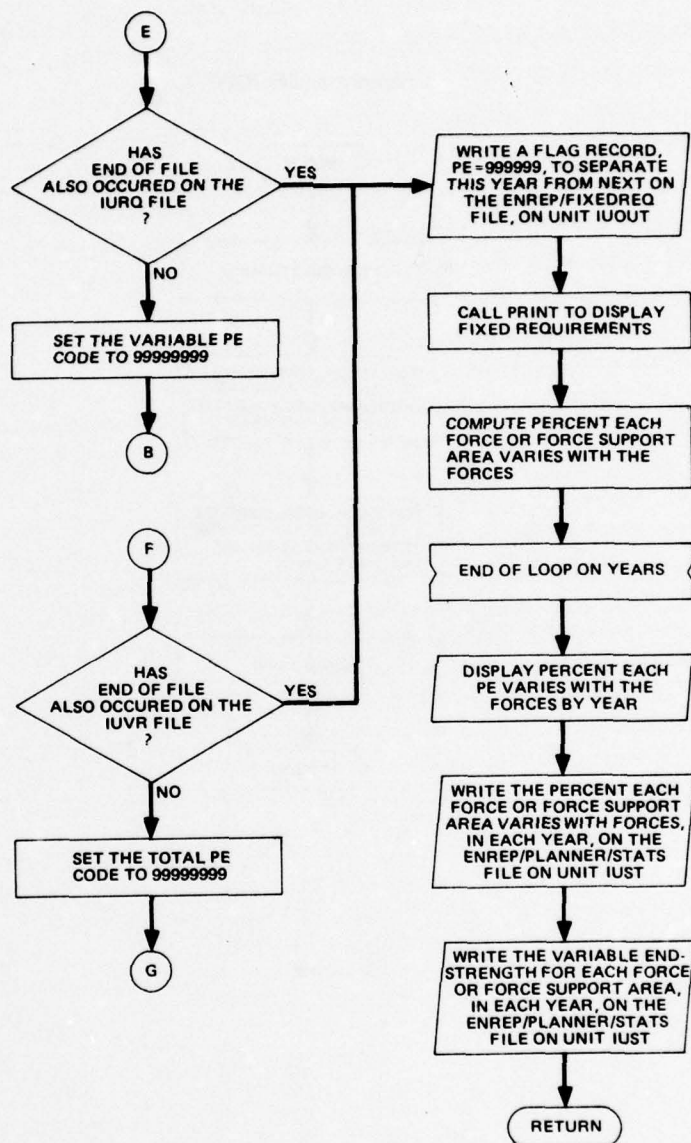 E
HAS
END OF FILE
ALSO OCCURED ON THE
IURQ FILE
?
YES
NO
SET THE VARIABLE PE
CODE TO 99999999
B
F
HAS
END OF FILE
ALSO OCCURED ON THE
IUVR FILE
?
YES
NO
SET THE TOTAL PE
CODE TO 99999999
G
WRITE A FLAG RECORD,
PE=999999, TO SEPARATE
THIS YEAR FROM NEXT ON
THE ENREP/FIXEDREQ
FILE, ON UNIT IUOUT
CALL PRINT TO DISPLAY
FIXED REQUIREMENTS
COMPUTE PERCENT EACH
FORCE OR FORCE SUPPORT
AREA VARIES WITH THE
FORCES
END OF LOOP ON YEARS
DISPLAY PERCENT EACH
PE VARIES WITH THE
FORCES BY YEAR
WRITE THE PERCENT EACH
FORCE OR FORCE SUPPORT
AREA VARIES WITH FORCES,
IN EACH YEAR, ON THE
ENREP/PLANNER/STATS
FILE ON UNIT IUST
WRITE THE VARIABLE END-
STRENGTH FOR EACH FORCE
OR FORCE SUPPORT AREA,
IN EACH YEAR, ON THE
ENREP/PLANNER/STATS
FILE ON UNIT IUST
RETURN